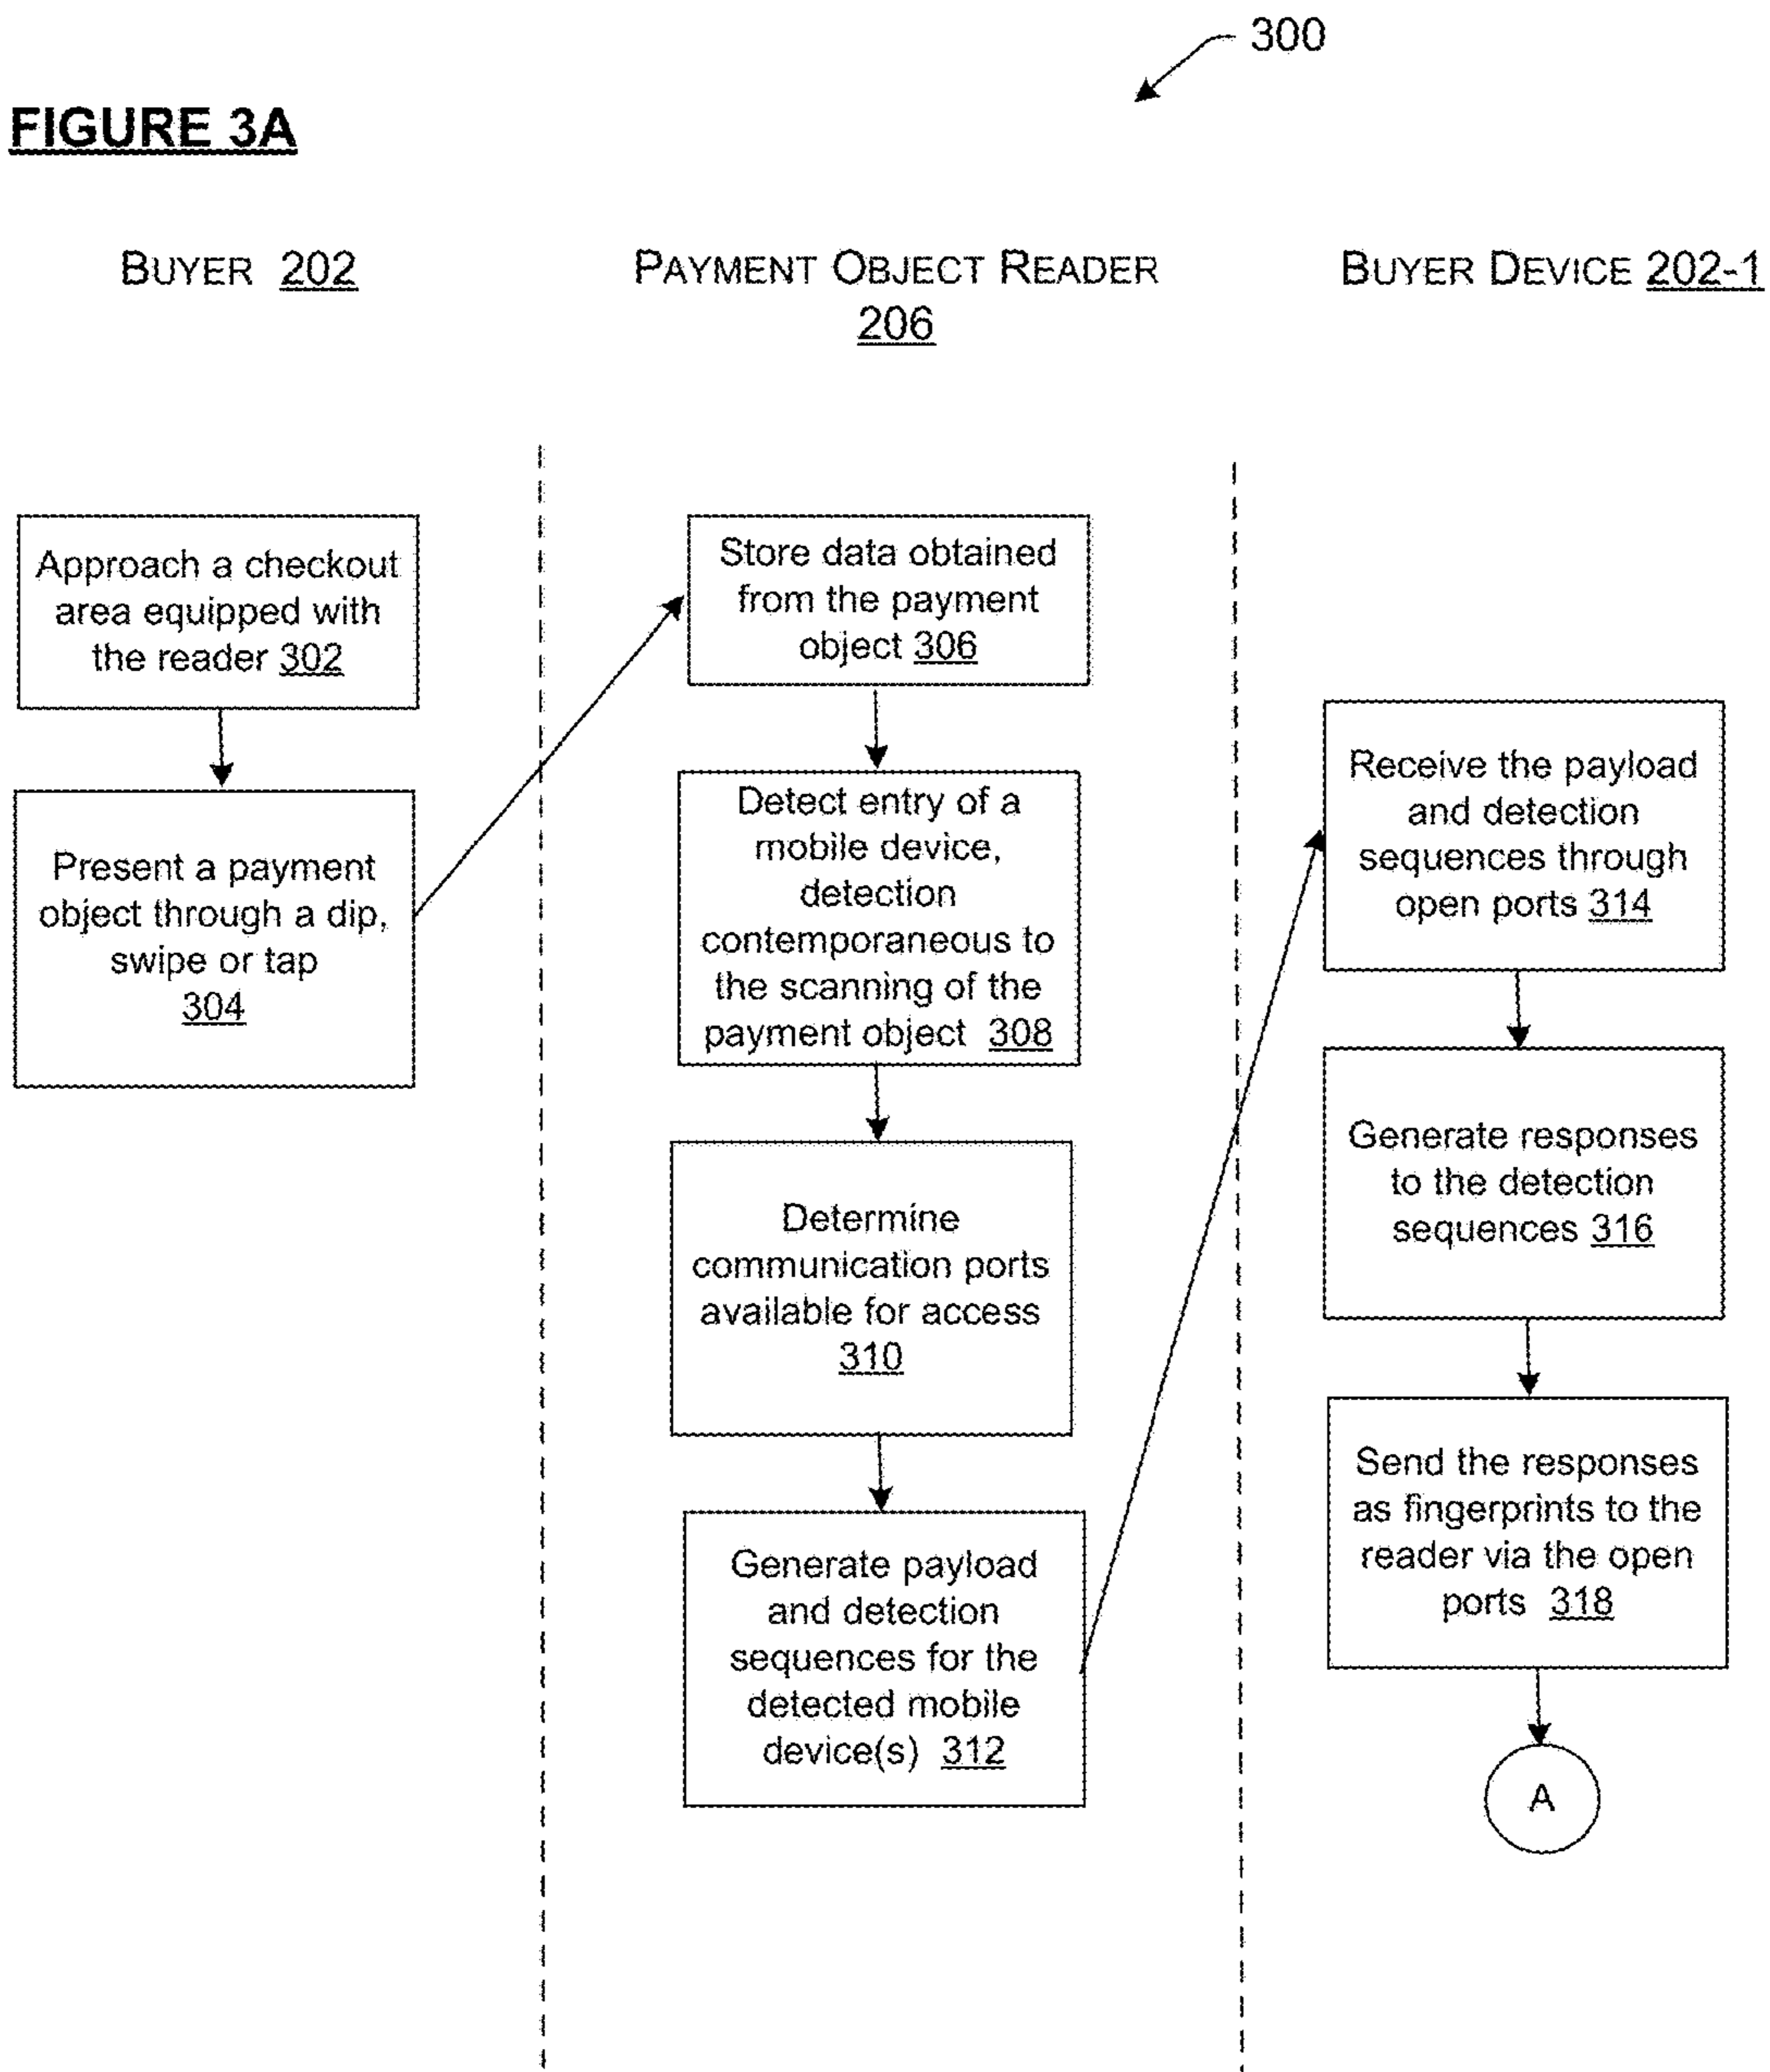 300
FIGURE 3A
BUYER 202
PAYMENT OBJECT READER
206
BUYER DEVICE 202-1
Approach a checkout
area equipped with
the reader 302
Present a payment
object through a dip,
swipe or tap
304
Store data obtained
from the payment
object 306
Detect entry of a
mobile device,
detection
contemporaneous to
the scanning of the
payment object 308
Determine
communication ports
available for access
310
Generate payload
and detection
sequences for the
detected mobile
device(s) 312
Receive the payload
and detection
sequences through
open ports 314
Generate responses
to the detection
sequences 316
Send the responses
as fingerprints to the
reader via the open
ports 318
A